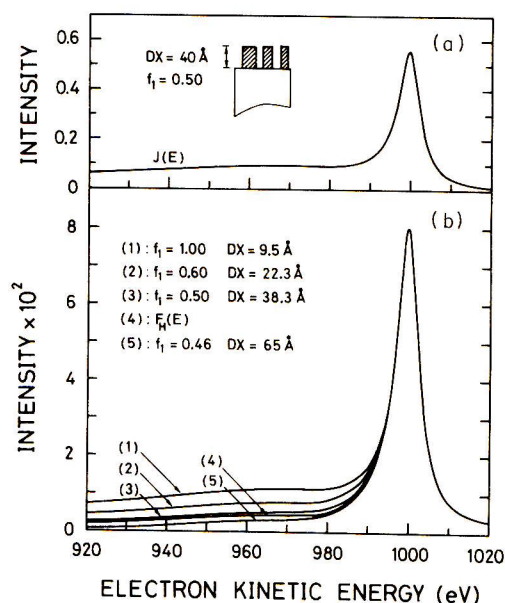 0.6
(a)
DX = 40 Å
f₁ = 0.50
0.4
INTENSITY
0.2
J(E)
0
(b)
8
(1) : f₁ = 1.00 DX = 9.5 Å
(2) : f₁ = 0.60 DX = 22.3 Å
(3) : f₁ = 0.50 DX = 38.3 Å
(4) : F_H(E)
(5) : f₁ = 0.46 DX = 65 Å
6
INTENSITY × 10²
4
2
(1)
(2)
(3)
(4)
(5)
0
920 940 960 980 1000 1020
ELECTRON KINETIC ENERGY (eV)